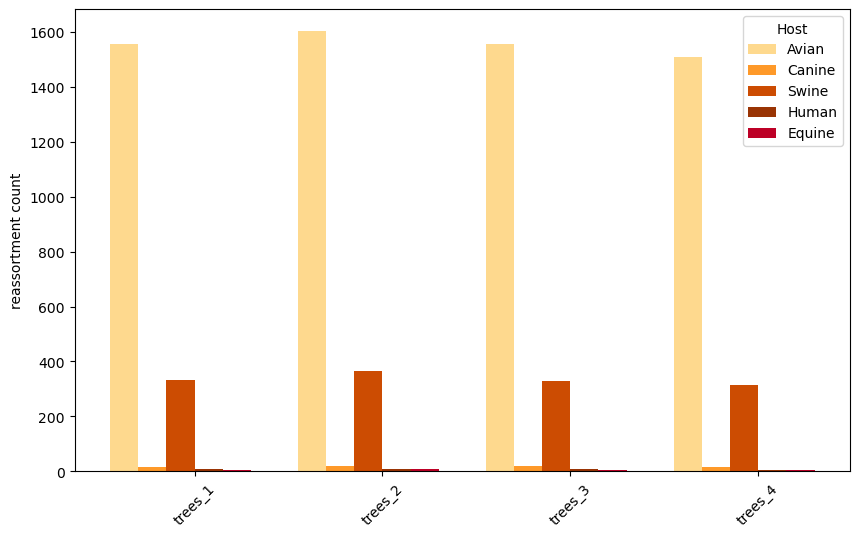 1600
1400
1200
1000
800
600
400
200
0
reassortment count
trees_1
trees_2
trees_3
trees_4
Host
Avian
Canine
Swine
Human
Equine